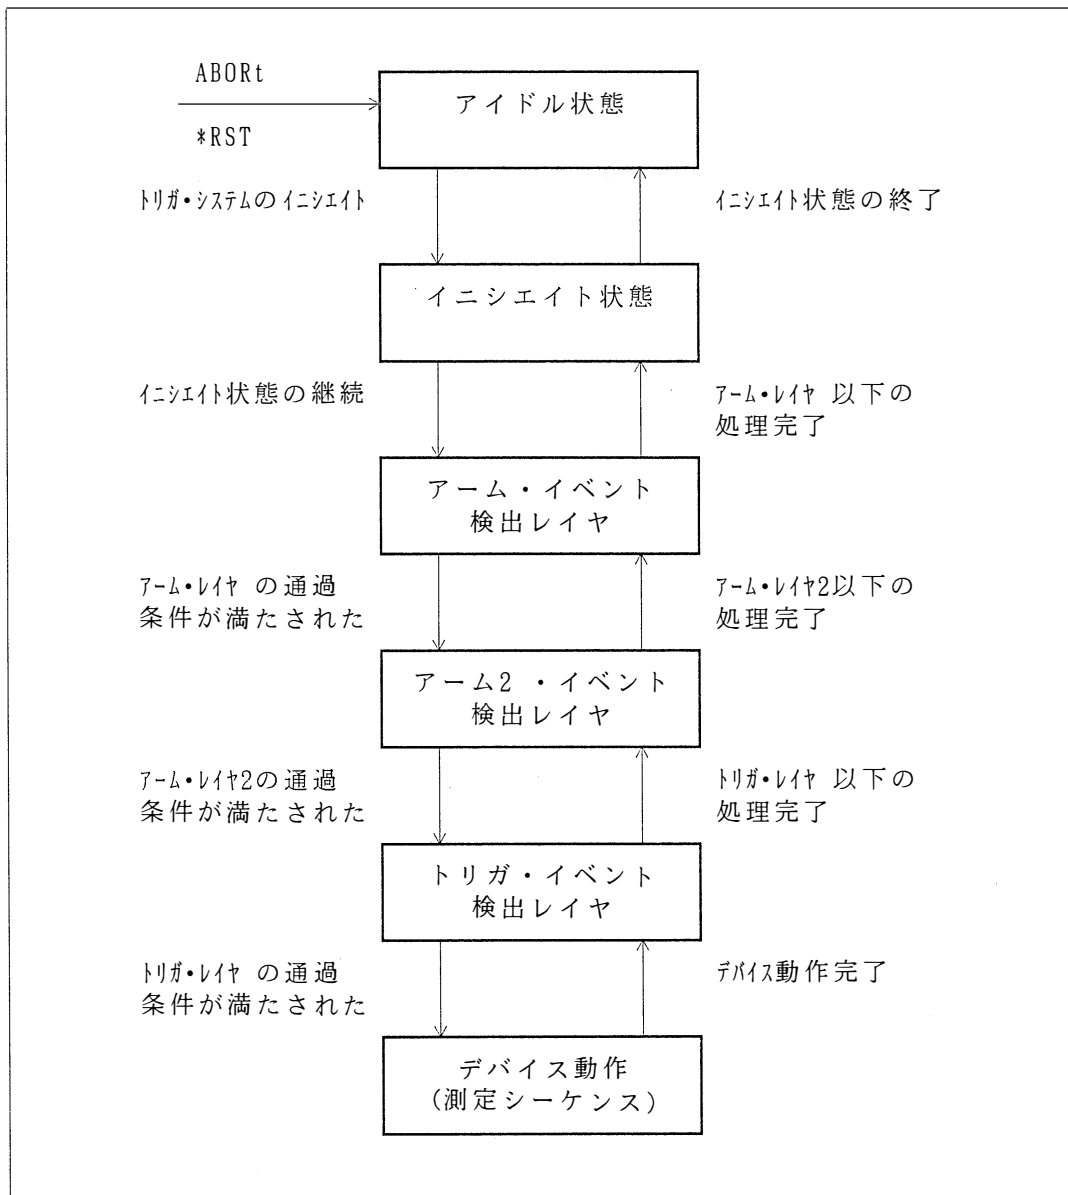 ABORt
アイドル状態
*RST
ﾄﾘｶﾞ・ｼｽﾃﾑのｲﾆｼｴｲﾄ
ｲﾆｼｴｲﾄ状態の終了
イニシエイト状態
ｲﾆｼｴｲﾄ状態の継続
ｱｰﾑ・ﾚｲﾔ 以下の
処理完了
アーム・イベント
検出レイヤ
ｱｰﾑ・ﾚｲﾔ の通過
条件が満たされた
ｱｰﾑ・ﾚｲﾔ2以下の
処理完了
アーム2 ・イベント
検出レイヤ
ｱｰﾑ・ﾚｲﾔ2の通過
条件が満たされた
ﾄﾘｶﾞ・ﾚｲﾔ 以下の
処理完了
トリガ・イベント
検出レイヤ
ﾄﾘｶﾞ・ﾚｲﾔ の通過
条件が満たされた
ﾃﾞﾊﾞｲｽ動作完了
デバイス動作
(測定シーケンス)